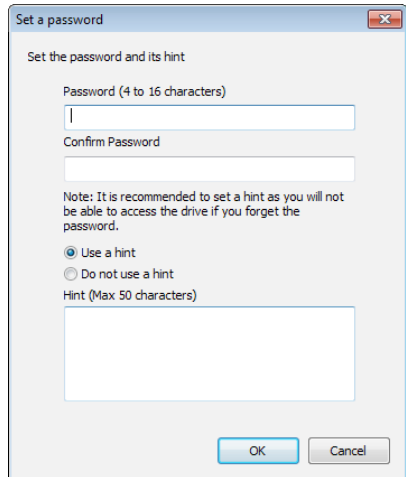 Set a password
Set the password and its hint
Password (4 to 16 characters)
Confirm Password
Note: It is recommended to set a hint as you will not
be able to access the drive if you forget the
password.
Use a hint
Do not use a hint
Hint (Max 50 characters)
OK Cancel